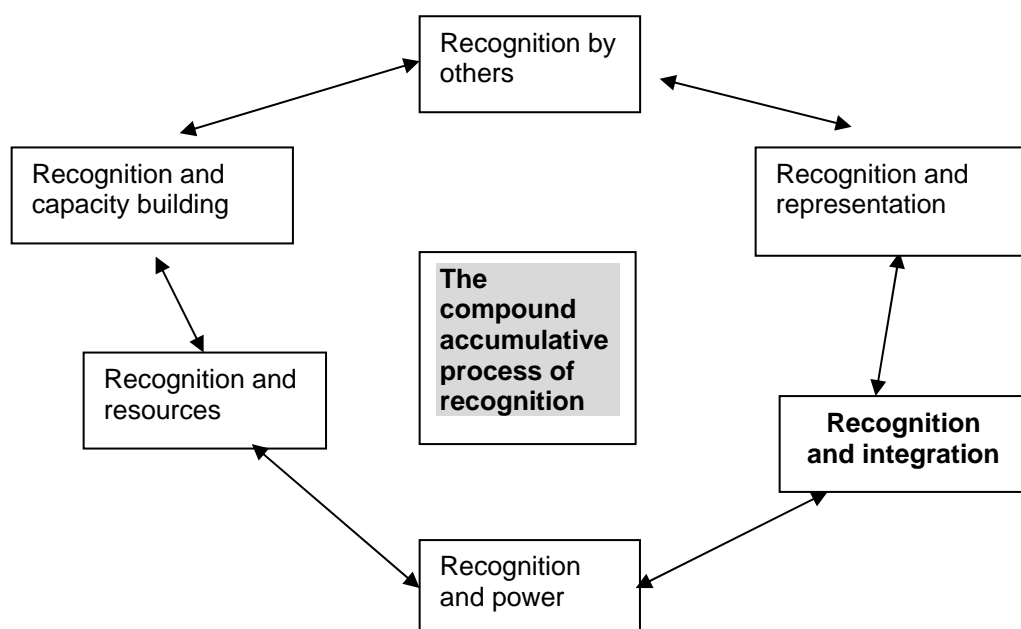 Recognition by
others
Recognition and
capacity building
Recognition and
representation
The
compound
accumulative
process of
recognition
Recognition and
resources
Recognition
and integration
Recognition
and power